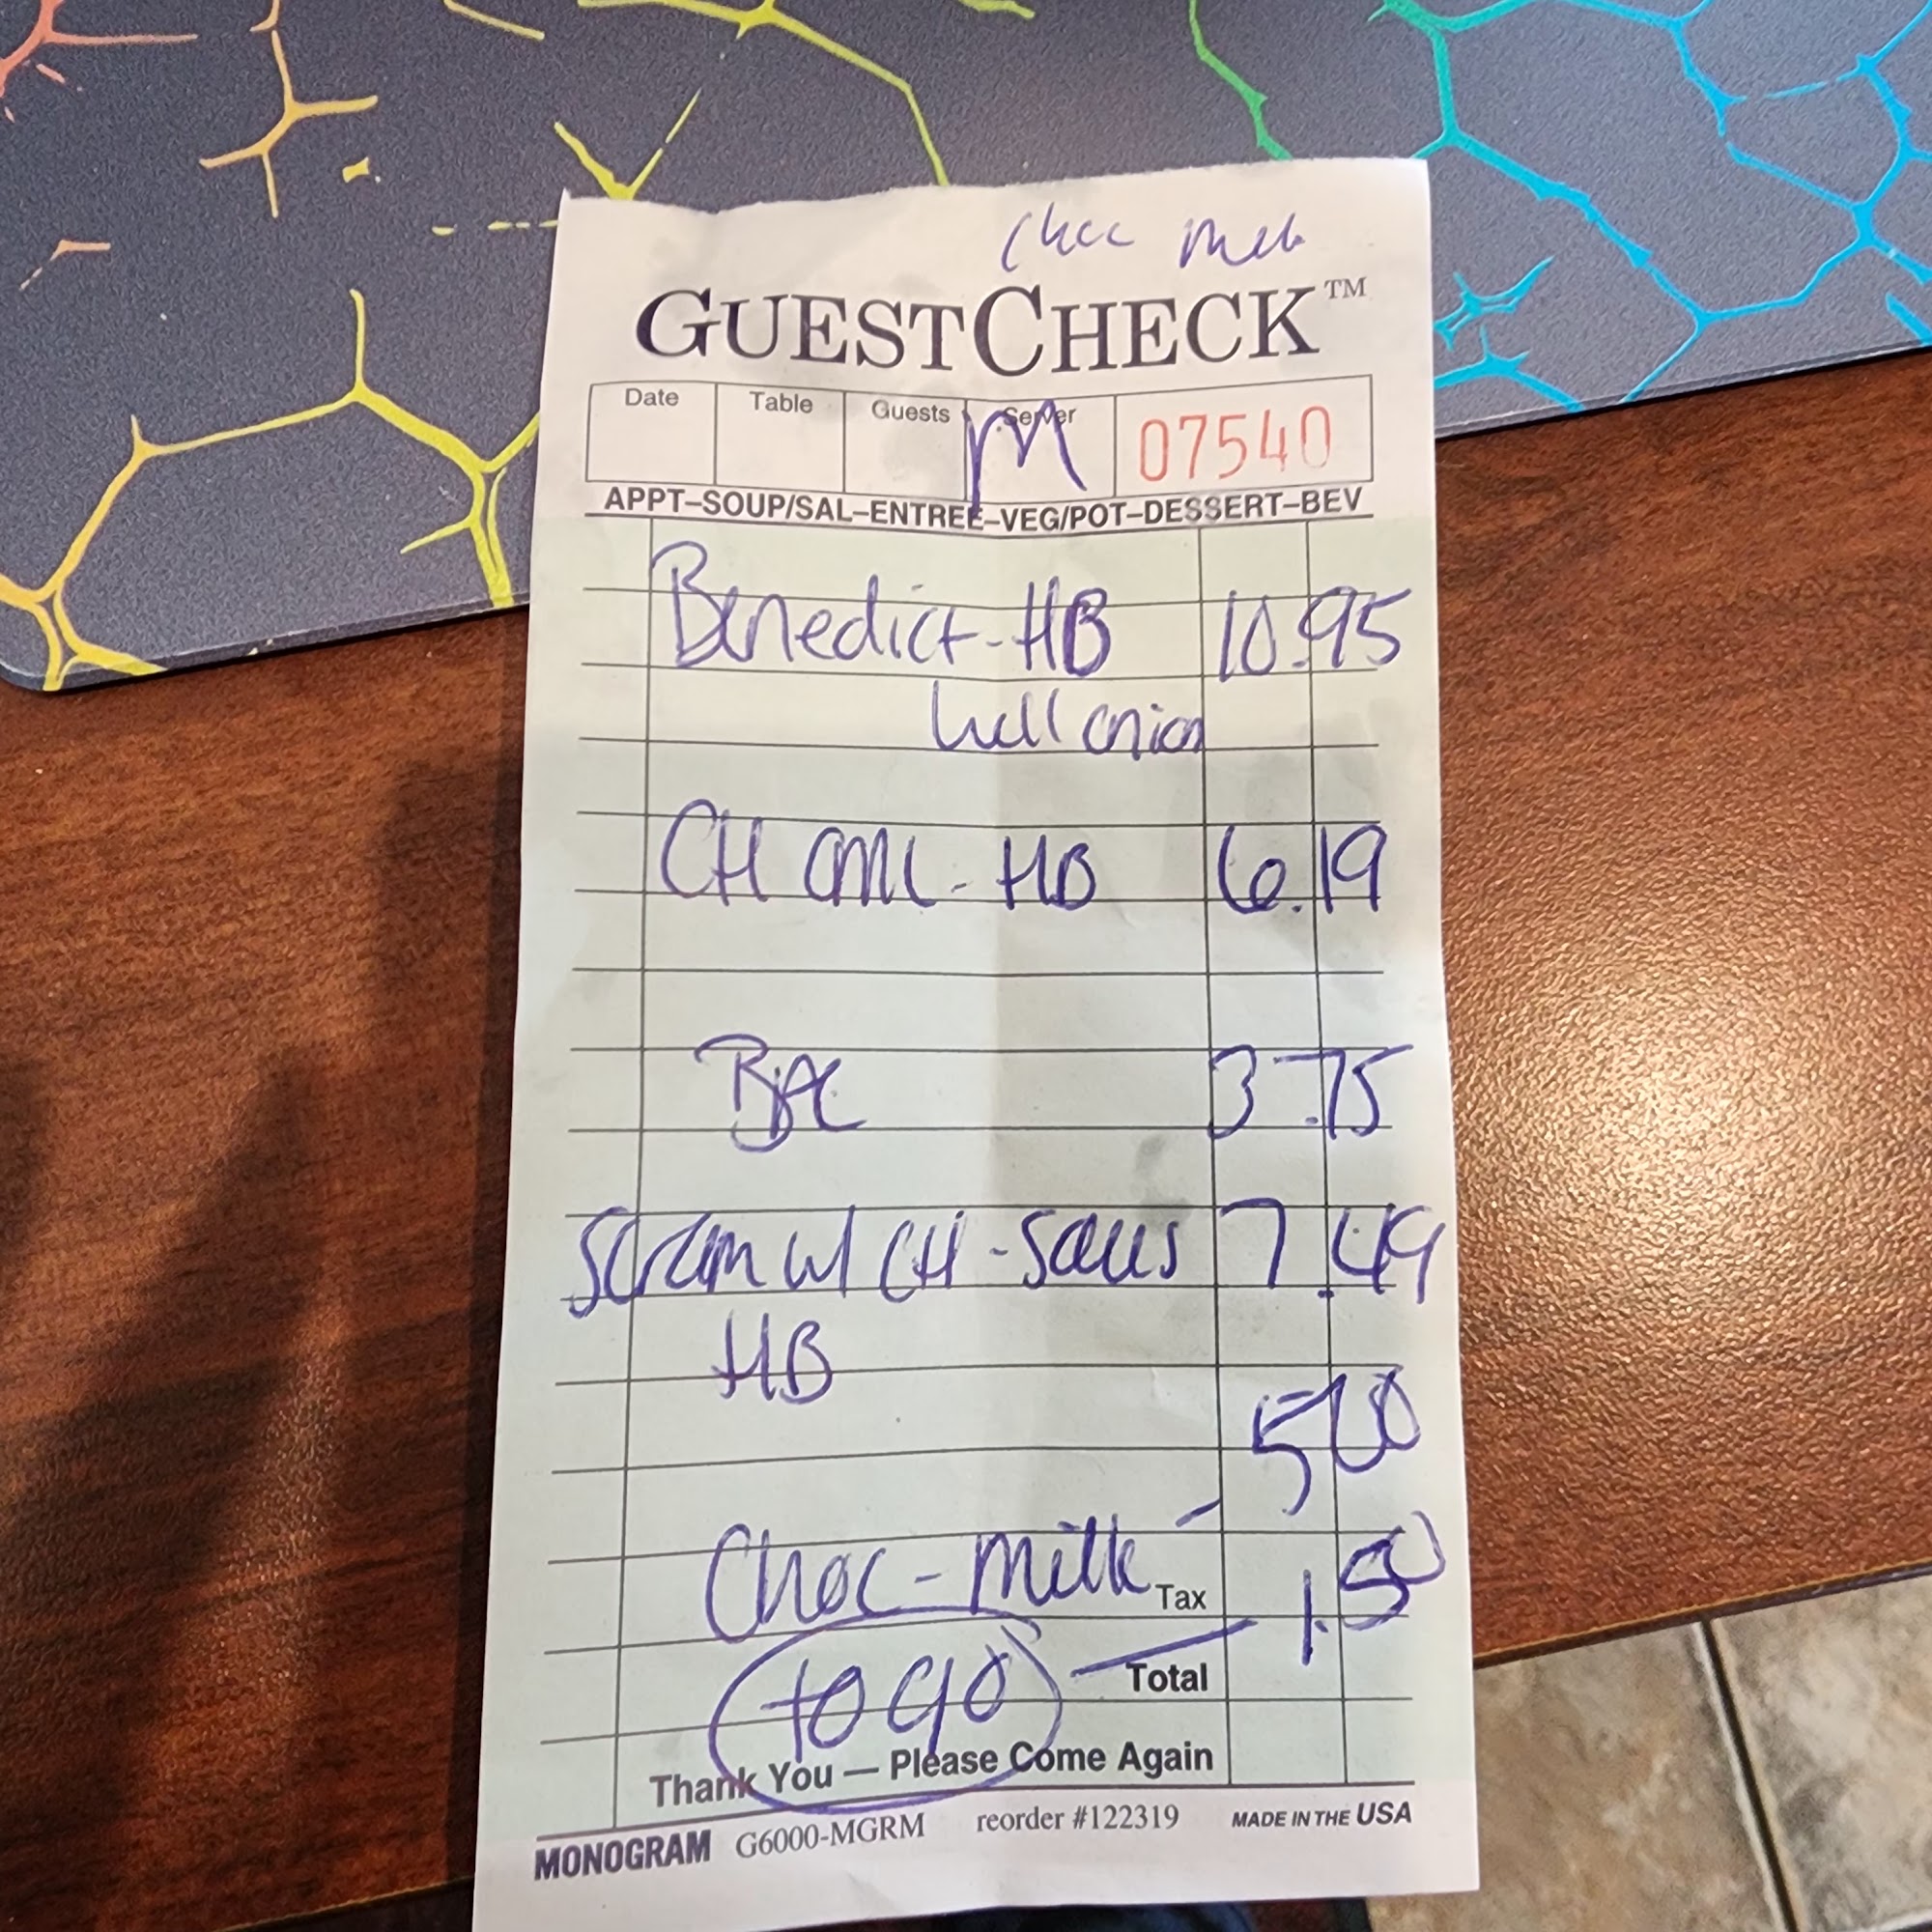 Choc Milk
GUESTCHECK™
Date Table Guests Server M 07540
APPT–SOUP/SAL–ENTREE–VEG/POT–DESSERT–BEV
Benedict-HB 10.95
onion
CH OML-HB 6.19
3.75
Scram w/ CH-Saus 7.49
HB
5 00
Choc-Milk –
Tax 1.50
to go — Total
Thank You — Please Come Again
MONOGRAM G6000-MGRM reorder #122319 MADE IN THE USA